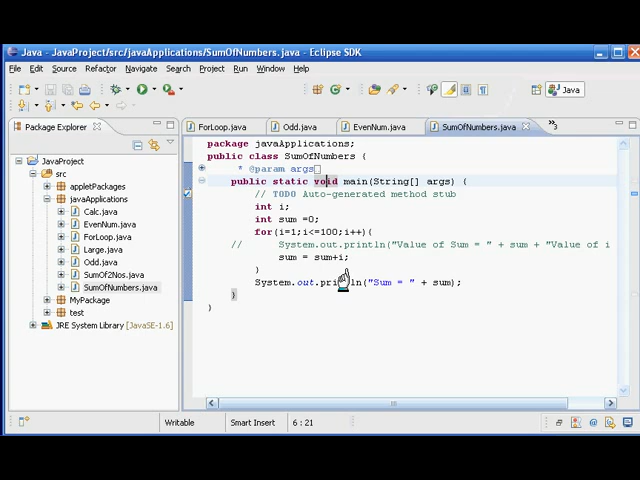 Java - JavaProject/src/javaApplications/SumOfNumbers.java - Eclipse SDK
File Edit Source Refactor Navigate Search Project Run Window Help
Java
Package Explorer
JavaProject
src
appletPackages
javaApplications
Calc.java
EvenNum.java
ForLoop.java
Large.java
Odd.java
SumOf2Nos.java
SumOfNumbers.java
MyPackage
test
JRE System Library [JavaSE-1.6]
ForLoop.java Odd.java EvenNum.java SumOfNumbers.java »3
package javaApplications;
public class SumOfNumbers {
* @param args
public static void main(String[] args) {
// TODO Auto-generated method stub
int i;
int sum =0;
for(i=1;i<=100;i++){
// System.out.println("Value of Sum = " + sum + "Value of i
sum = sum+i;
}
System.out.println("Sum = " + sum);
}
}
Writable Smart Insert 6 : 21